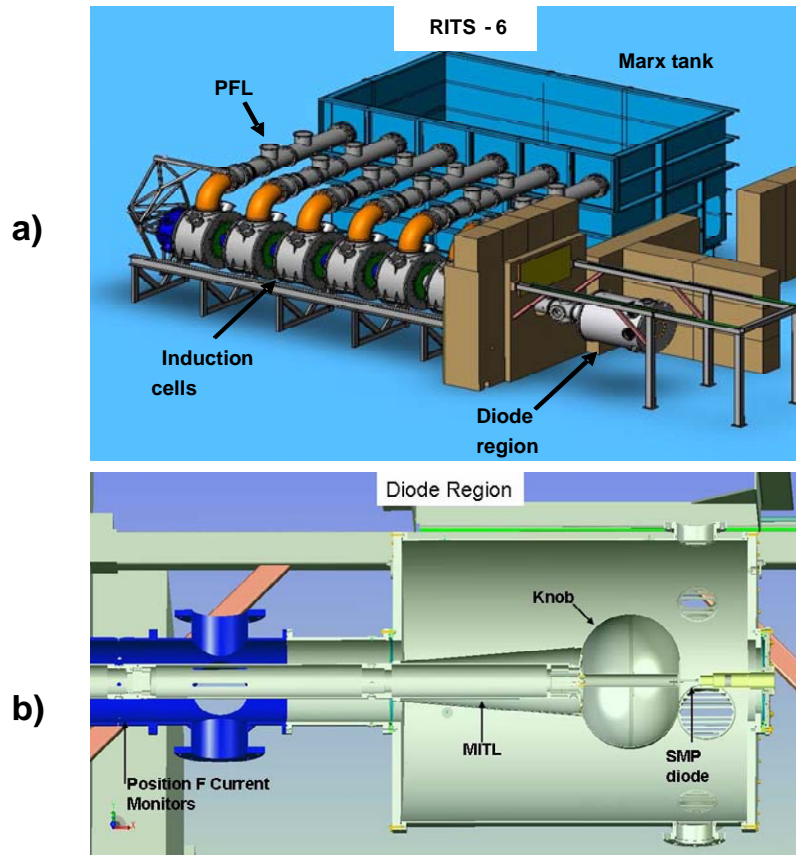 RITS - 6
Marx tank
PFL
a)
Induction
cells
Diode
region
Diode Region
Knob
b)
MITL
SMP
diode
Position F Current
Monitors
Y
X